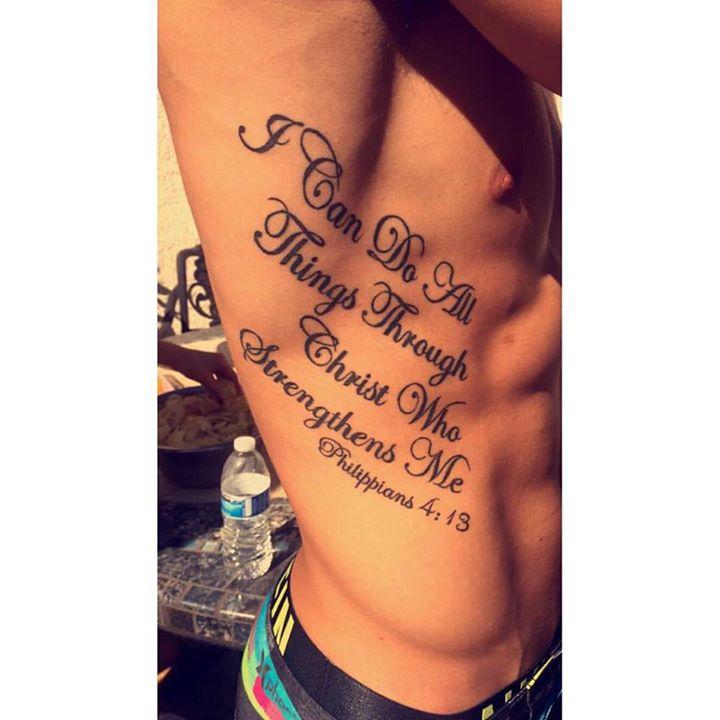 I Can Do All
Things Through
Christ Who
Strengthens Me
Philippians 4:13